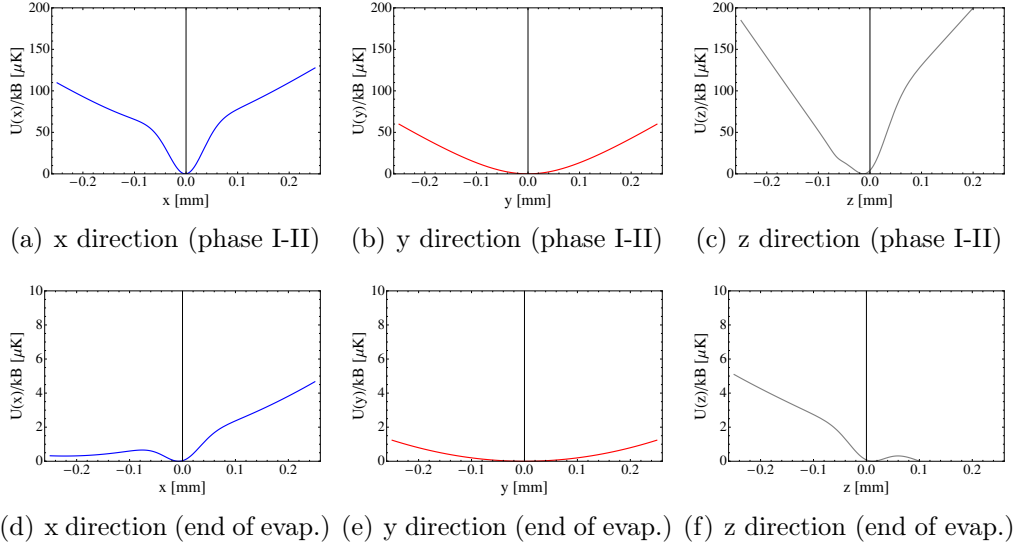 200
150
100
50
0
U(x)/kB [μK]
−0.2 −0.1 0.0 0.1 0.2
x [mm]
(a) x direction (phase I-II)
200
150
100
50
0
U(y)/kB [μK]
−0.2 −0.1 0.0 0.1 0.2
y [mm]
(b) y direction (phase I-II)
200
150
100
50
0
U(z)/kB [μK]
−0.2 −0.1 0.0 0.1 0.2
z [mm]
(c) z direction (phase I-II)
10
8
6
4
2
0
U(x)/kB [μK]
−0.2 −0.1 0.0 0.1 0.2
x [mm]
(d) x direction (end of evap.)
10
8
6
4
2
0
U(y)/kB [μK]
−0.2 −0.1 0.0 0.1 0.2
y [mm]
(e) y direction (end of evap.)
10
8
6
4
2
0
U(z)/kB [μK]
−0.2 −0.1 0.0 0.1 0.2
z [mm]
(f) z direction (end of evap.)